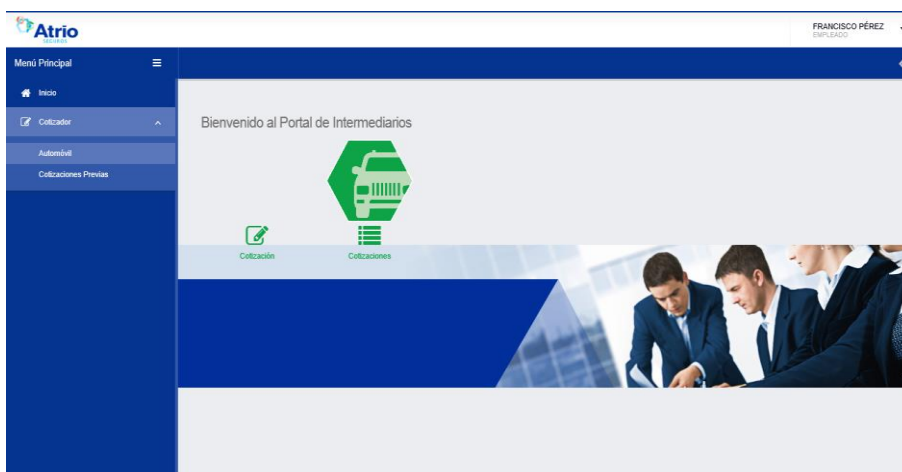 Atrio
SEGUROS
FRANCISCO PÉREZ
EMPLEADO
Menú Principal
Inicio
Cotizador
Automóvil
Cotizaciones Previas
Bienvenido al Portal de Intermediarios
Cotización
Cotizaciones